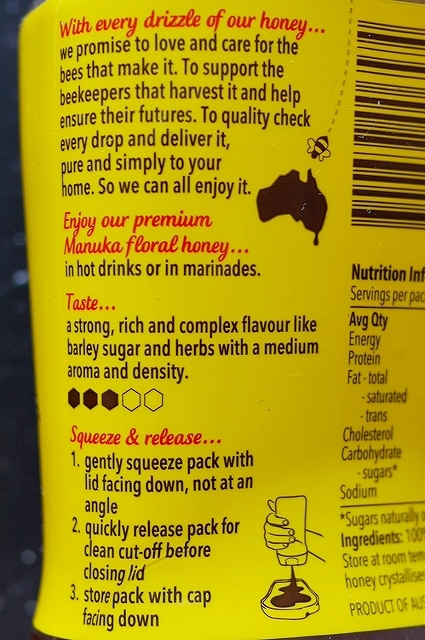 With every drizzle of our honey...
we promise to love and care for the
bees that make it. To support the
beekeepers that harvest it and help
ensure their futures. To quality check
every drop and deliver it,
pure and simply to your
home. So we can all enjoy it.
Enjoy our premium
Manuka floral honey...
in hot drinks or in marinades.
Taste...
a strong, rich and complex flavour like
barley sugar and herbs with a medium
aroma and density.
Squeeze & release...
1. gently squeeze pack with
lid facing down, not at an
angle
2. quickly release pack for
clean cut-off before
closing lid
3. store pack with cap
facing down
Nutrition Inf
Servings per pac
Avg Qty
Energy
Protein
Fat - total
- saturated
- trans
Cholesterol
Carbohydrate
- sugars*
Sodium
*Sugars naturally o
Ingredients: 100%
Store at room tem
honey crystallises
PRODUCT OF AUS